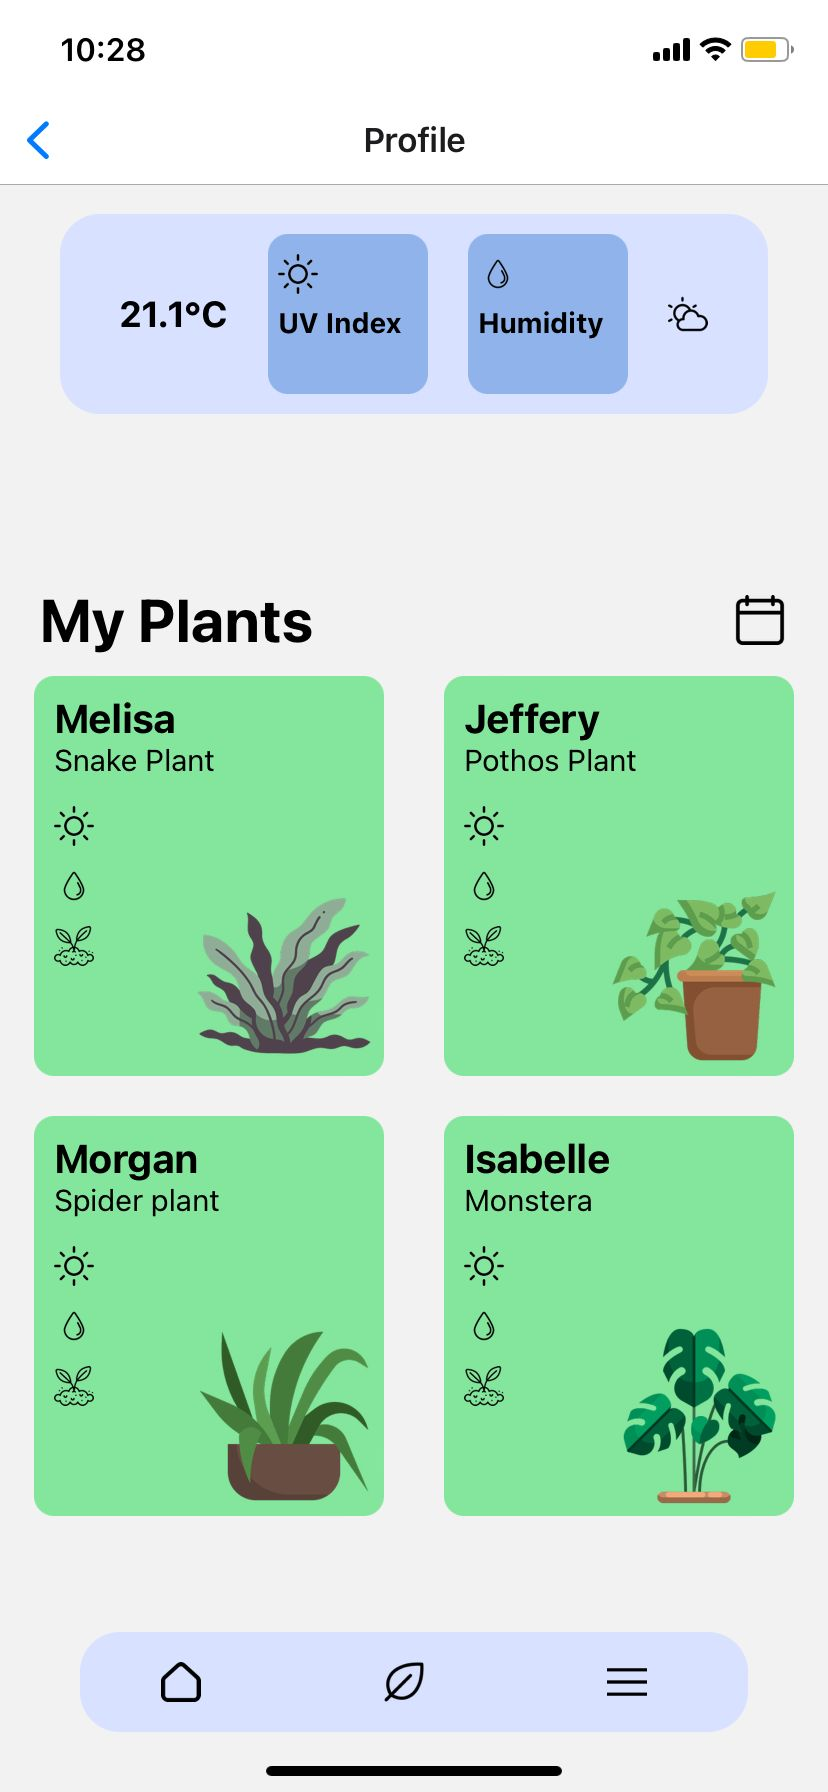 10:28
Profile
21.1°C
UV Index
Humidity
My Plants
Melisa
Snake Plant
Jeffery
Pothos Plant
Morgan
Spider plant
Isabelle
Monstera